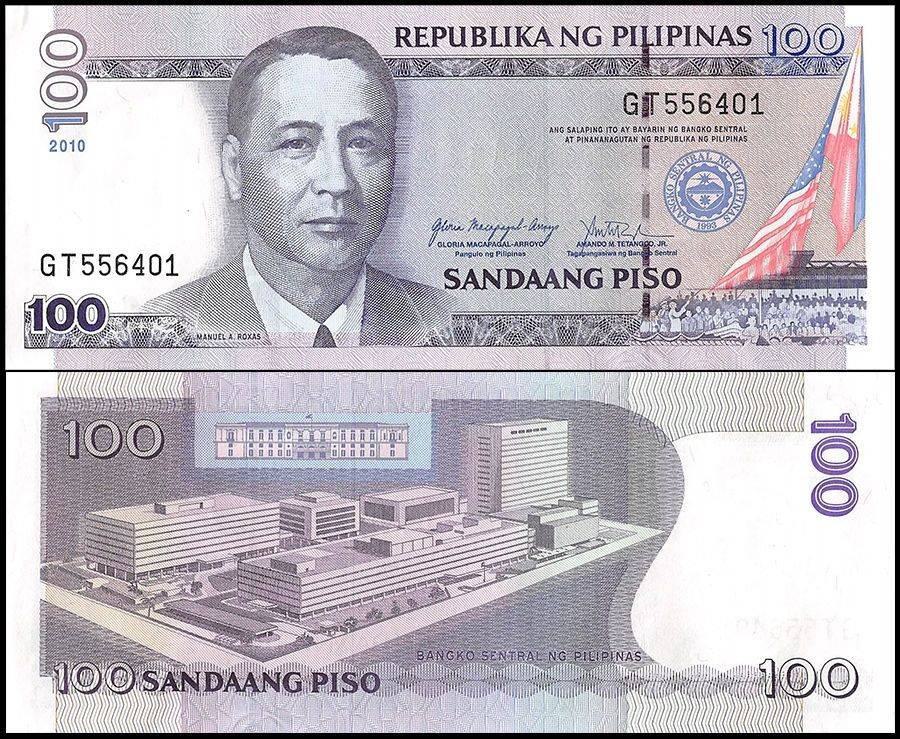 REPUBLIKA NG PILIPINAS 100
100
2010
GT556401
ANG SALAPING ITO AY BAYARIN NG BANGKO SENTRAL
AT PINANANAGUTAN NG REPUBLIKA NG PILIPINAS
BANGKO SENTRAL NG PILIPINAS
1993
Gloria Macapagal-Arroyo
GLORIA MACAPAGAL-ARROYO
Pangulo ng Pilipinas
AMANDO M. TETANGCO, JR.
Tagapangasiwa ng Bangko Sentral
GT556401
SANDAANG PISO
100
MANUEL A. ROXAS
100
100
BANGKO SENTRAL NG PILIPINAS
100 SANDAANG PISO
100